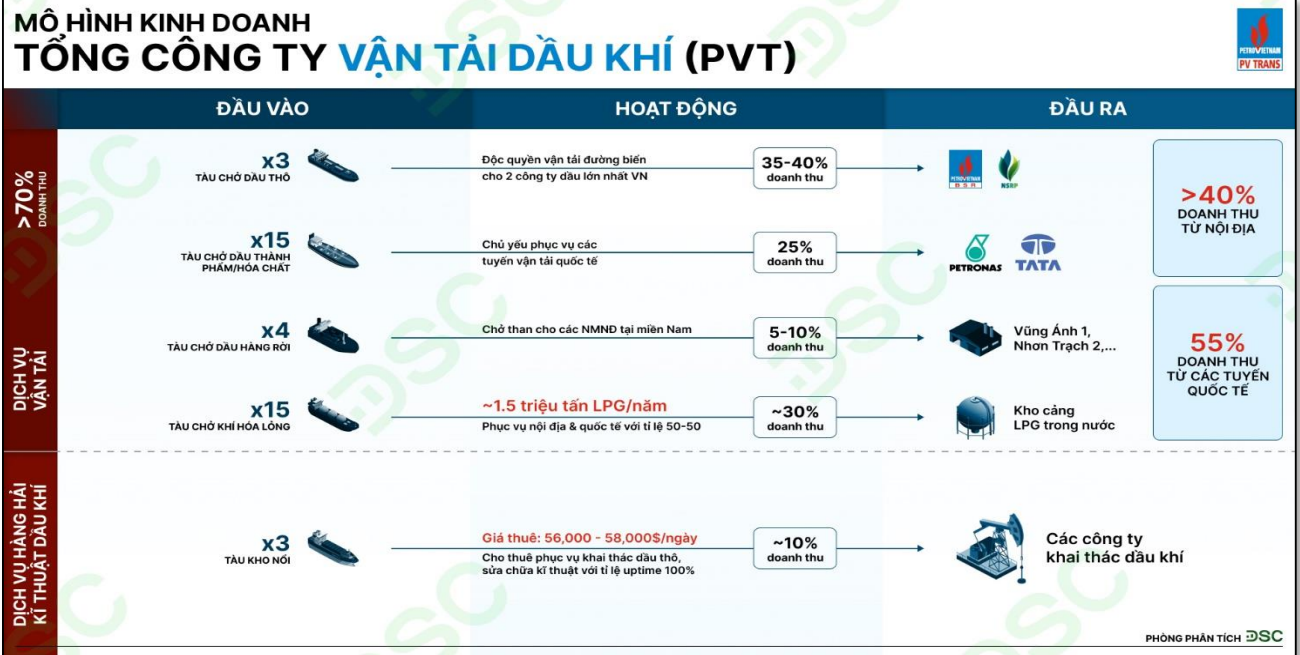 MÔ HÌNH KINH DOANH
TỔNG CÔNG TY VẬN TẢI DẦU KHÍ (PVT)
PETROVIETNAM
PV TRANS
ĐẦU VÀO
HOẠT ĐỘNG
ĐẦU RA
>70%
DOANH THU
DỊCH VỤ
VẬN TẢI
x3
TÀU CHỞ DẦU THÔ
Độc quyền vận tải đường biển
cho 2 công ty dầu lớn nhất VN
35-40%
doanh thu
PETROVIETNAM
BSR
NSRP
>40%
DOANH THU
TỪ NỘI ĐỊA
x15
TÀU CHỞ DẦU THÀNH
PHẨM/HÓA CHẤT
Chủ yếu phục vụ các
tuyến vận tải quốc tế
25%
doanh thu
PETRONAS
TATA
x4
TÀU CHỞ DẦU HÀNG RỜI
Chở than cho các NMNĐ tại miền Nam
5-10%
doanh thu
Vũng Ánh 1,
Nhơn Trạch 2,...
55%
DOANH THU
TỪ CÁC TUYẾN
QUỐC TẾ
x15
TÀU CHỞ KHÍ HÓA LỎNG
~1.5 triệu tấn LPG/năm
Phục vụ nội địa & quốc tế với tỉ lệ 50-50
~30%
doanh thu
Kho cảng
LPG trong nước
DỊCH VỤ HÀNG HẢI
KĨ THUẬT DẦU KHÍ
x3
TÀU KHO NỔI
Giá thuê: 56,000 - 58,000$/ngày
Cho thuê phục vụ khai thác dầu thô,
sửa chữa kĩ thuật với tỉ lệ uptime 100%
~10%
doanh thu
Các công ty
khai thác dầu khí
PHÒNG PHÂN TÍCH DSC